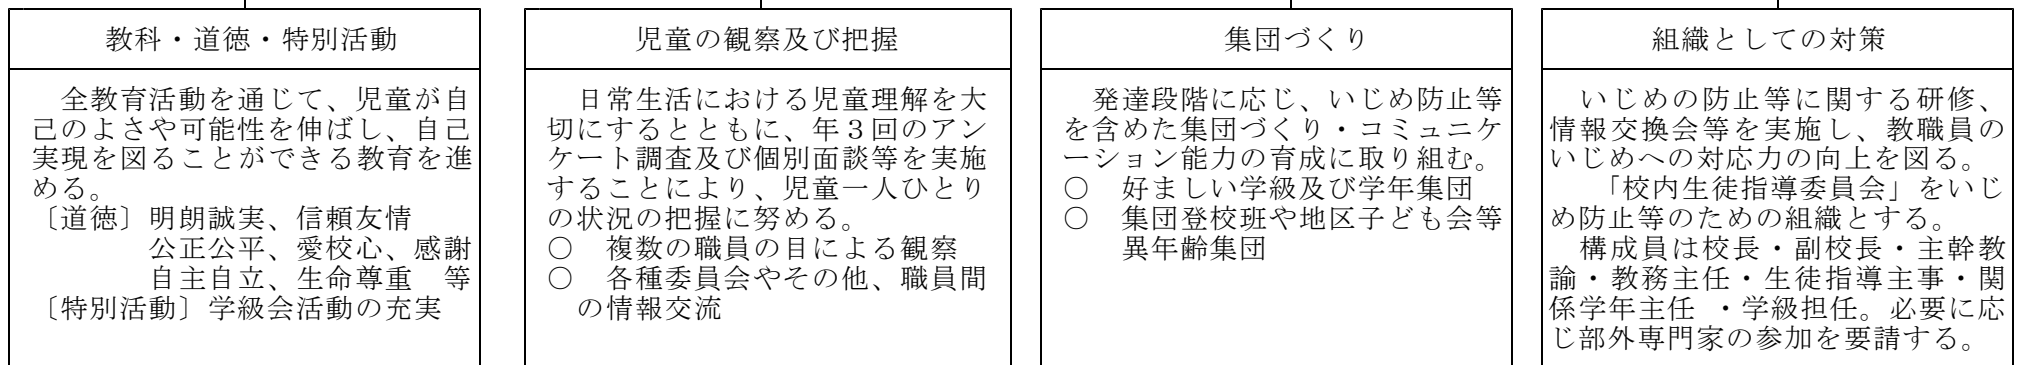 教科・道徳・特別活動
全教育活動を通じて、児童が自
己のよさや可能性を伸ばし、自己
実現を図ることができる教育を進
める。
〔道徳〕明朗誠実、信頼友情
公正公平、愛校心、感謝
自主自立、生命尊重　等
〔特別活動〕学級会活動の充実
児童の観察及び把握
日常生活における児童理解を大
切にするとともに、年３回のアン
ケート調査及び個別面談等を実施
することにより、児童一人ひとり
の状況の把握に努める。
○　複数の職員の目による観察
○　各種委員会やその他、職員間
の情報交流
集団づくり
発達段階に応じ、いじめ防止等
を含めた集団づくり・コミュニケ
ーション能力の育成に取り組む。
○　好ましい学級及び学年集団
○　集団登校班や地区子ども会等
異年齢集団
組織としての対策
いじめの防止等に関する研修、
情報交換会等を実施し、教職員の
いじめへの対応力の向上を図る。
「校内生徒指導委員会」をいじ
め防止等のための組織とする。
構成員は校長・副校長・主幹教
諭・教務主任・生徒指導主事・関
係学年主任 ・学級担任。必要に応
じ部外専門家の参加を要請する。